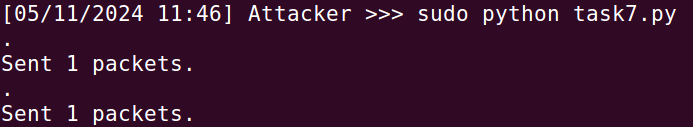 [05/11/2024 11:46] Attacker >>> sudo python task7.py
.
Sent 1 packets.
.
Sent 1 packets.